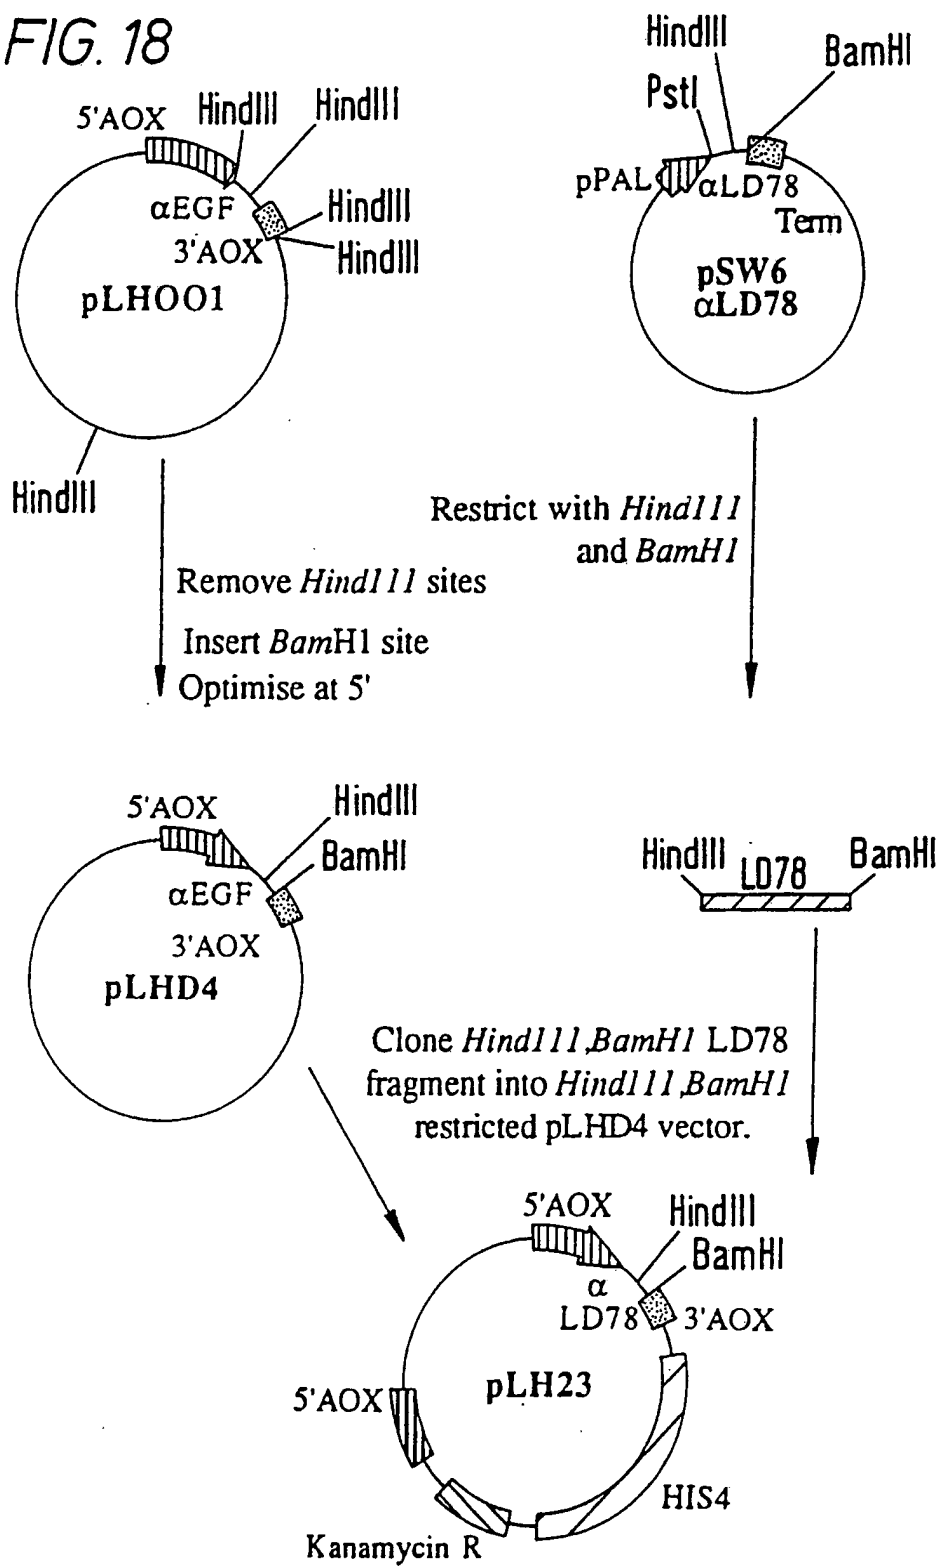 FIG. 18
5'AOX
HindIII
HindIII
αEGF
HindIII
3'AOX
HindIII
pLHOO1
HindIII
HindIII
BamHI
PstI
pPAL
αLD78
Term
pSW6
αLD78
Remove Hind111 sites
Insert BamH1 site
Optimise at 5'
Restrict with Hind111
and BamH1
5'AOX
HindIII
BamHI
αEGF
3'AOX
pLHD4
HindIII
LD78
BamHI
Clone Hind111,BamH1 LD78
fragment into Hind111,BamH1
restricted pLHD4 vector.
5'AOX
HindIII
BamHI
α
LD78
3'AOX
pLH23
5'AOX
HIS4
Kanamycin R